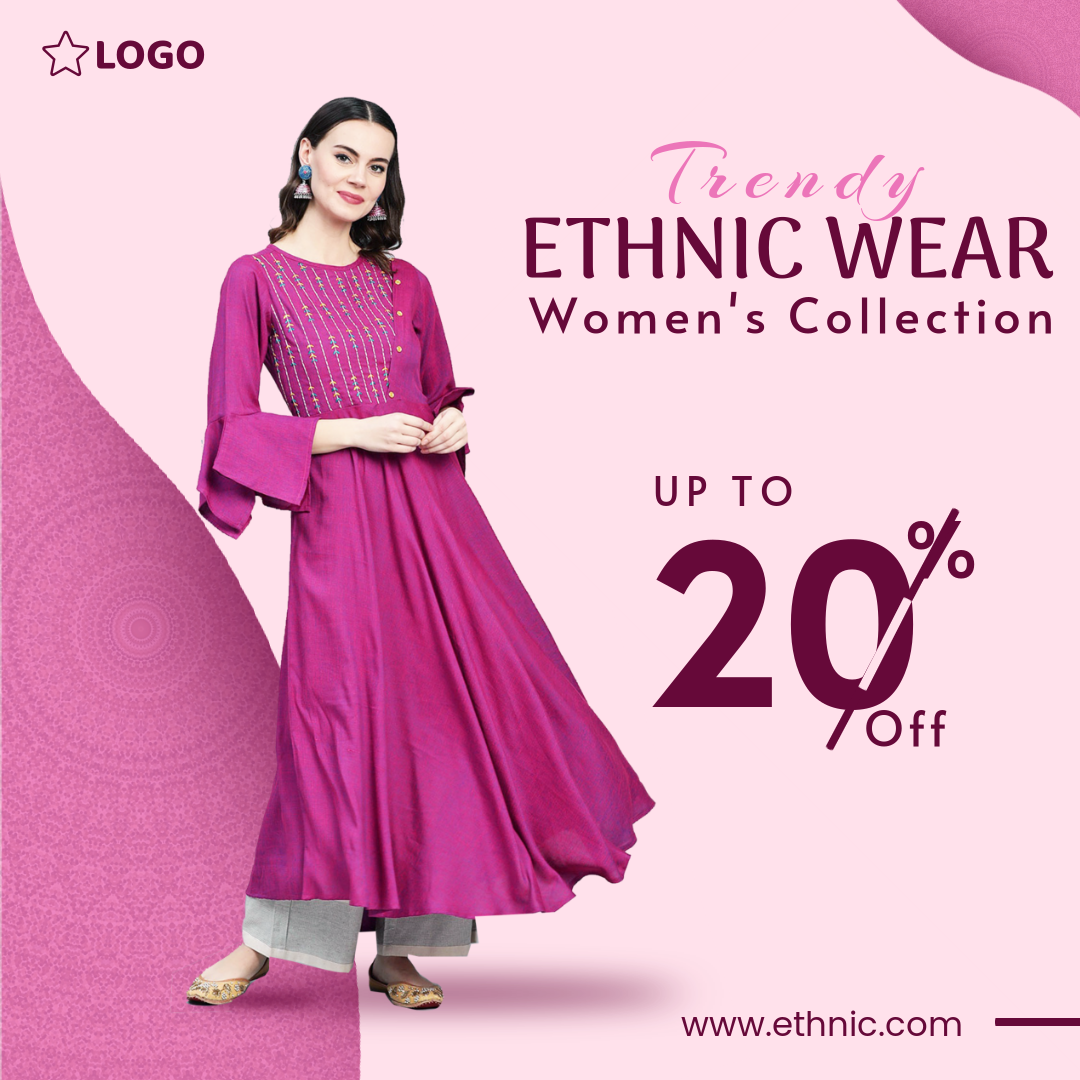 LOGO
Trendy
ETHNIC WEAR
Women's Collection
UP TO
20%
Off
www.ethnic.com